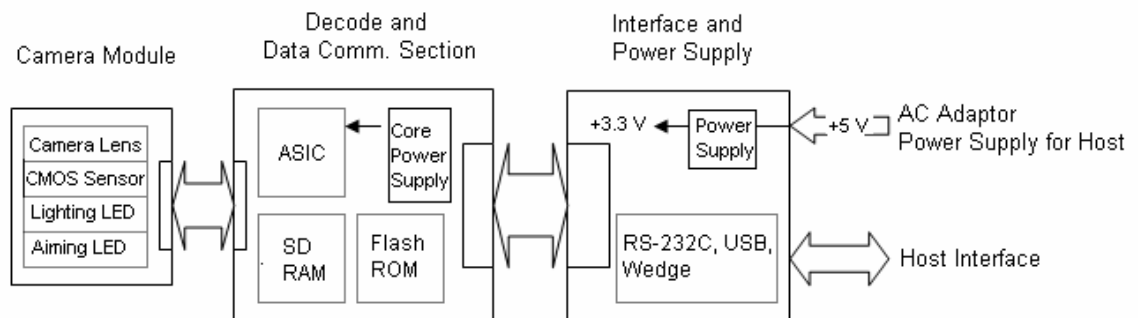 Camera Module
Decode and
Data Comm. Section
Interface and
Power Supply
Camera Lens
CMOS Sensor
Lighting LED
Aiming LED
ASIC
Core
Power
Supply
SD
RAM
Flash
ROM
+3.3 V
Power
Supply
+5 V
AC Adaptor
Power Supply for Host
RS-232C, USB,
Wedge
Host Interface